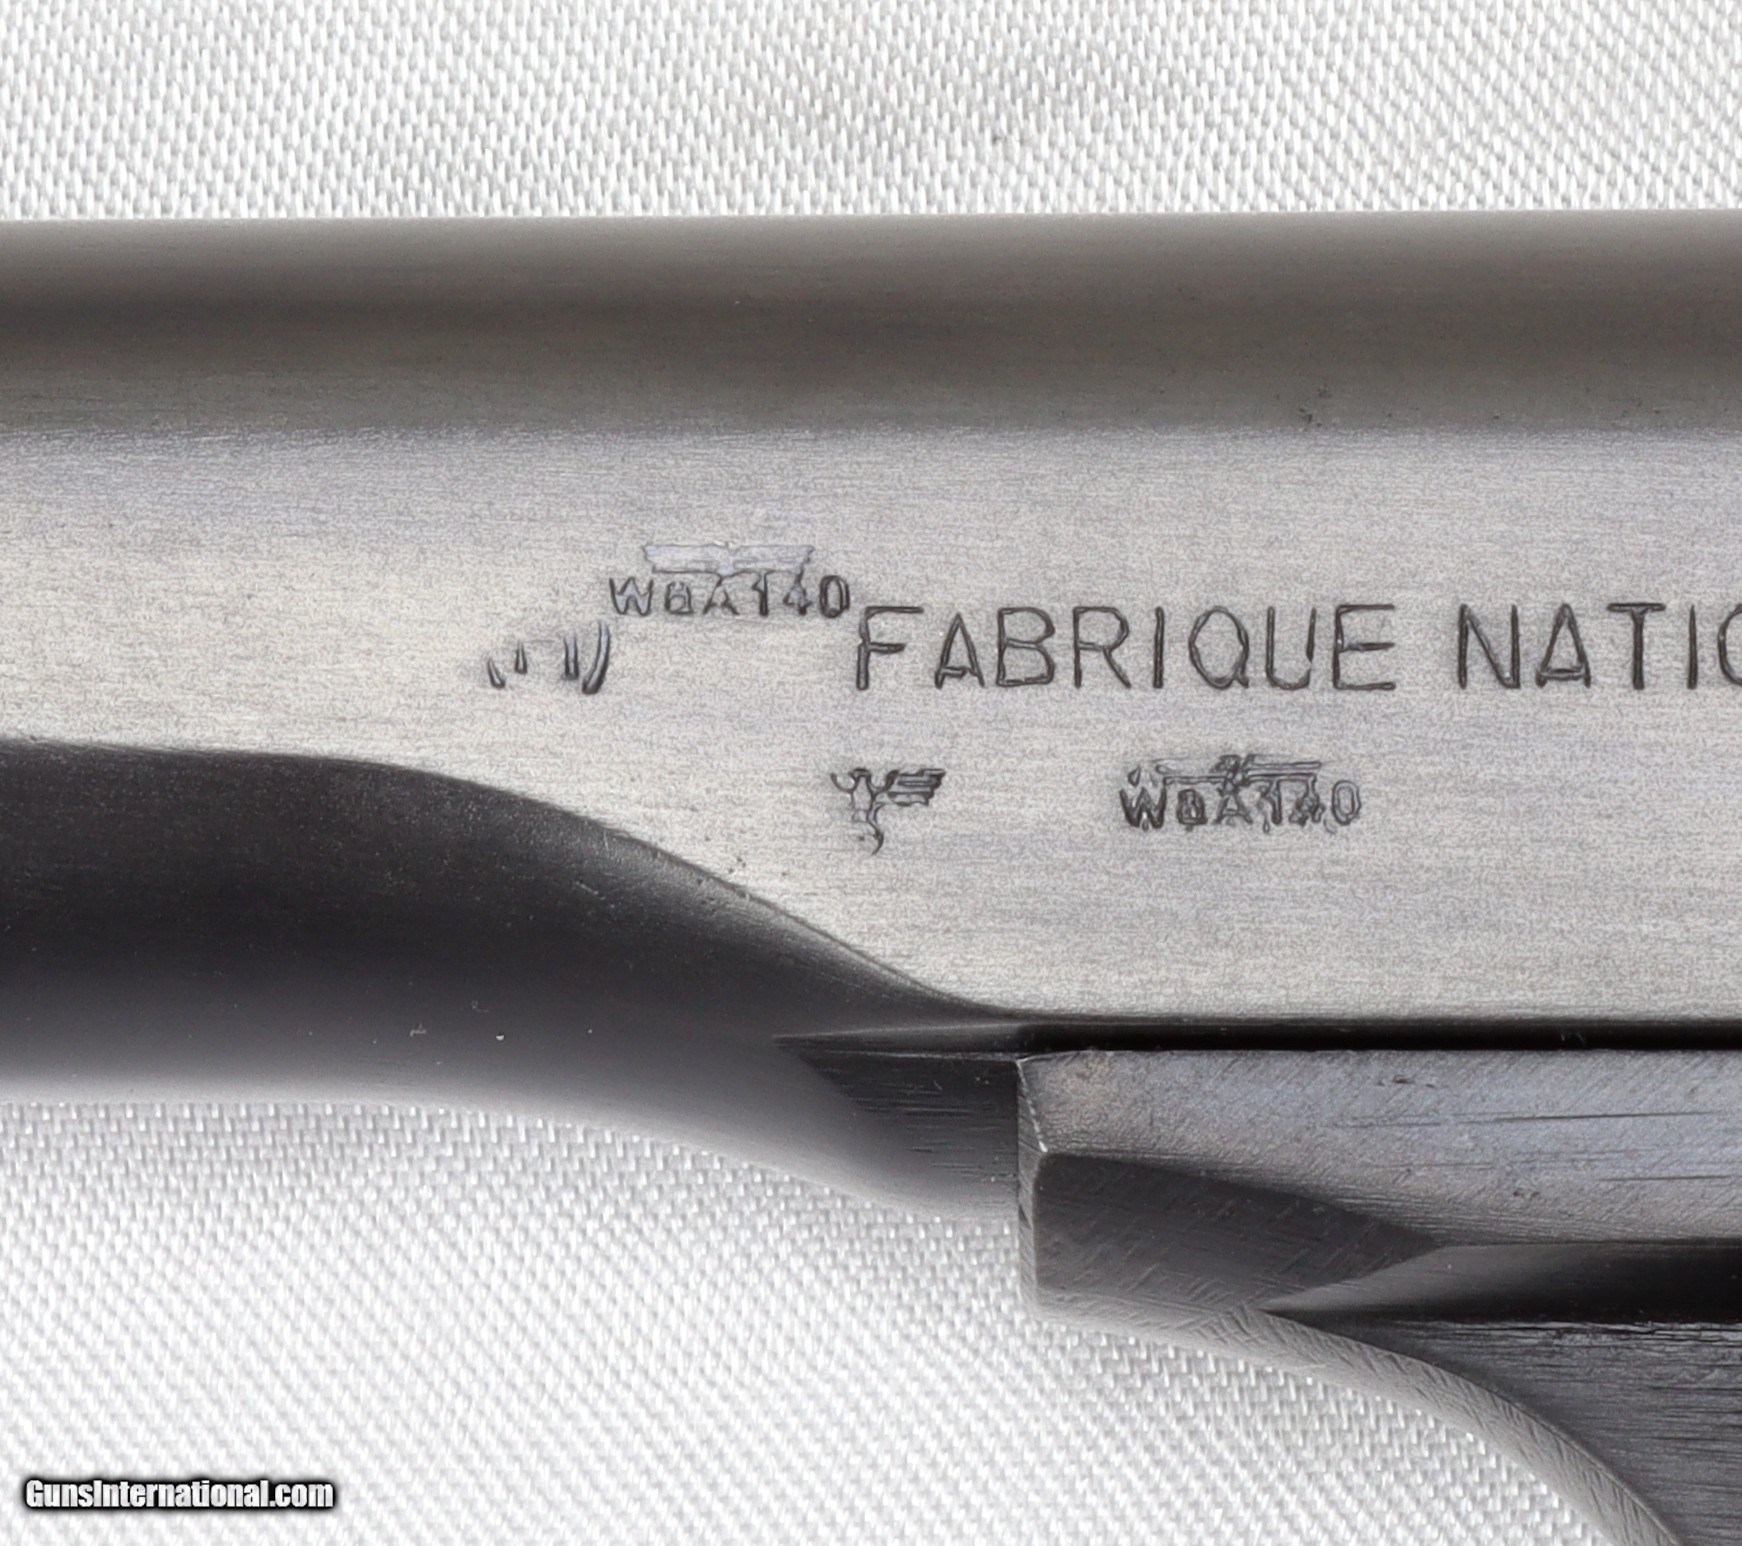 WaA140
FABRIQUE NATIO
WaA140
GunsInternational.com